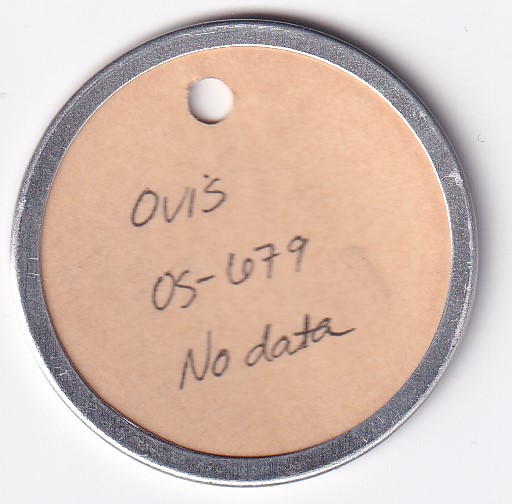 Ovis
OS-679
No data